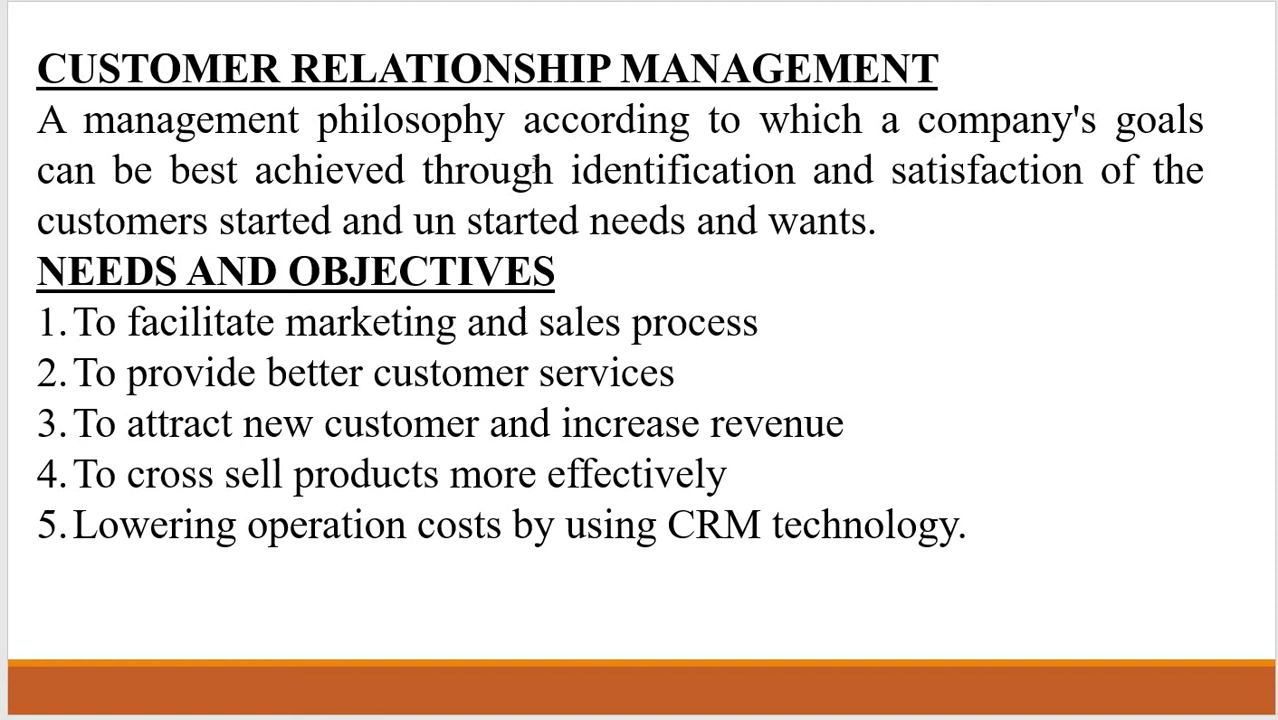 CUSTOMER RELATIONSHIP MANAGEMENT
A management philosophy according to which a company's goals
can be best achieved through identification and satisfaction of the
customers started and un started needs and wants.
NEEDS AND OBJECTIVES
1. To facilitate marketing and sales process
2. To provide better customer services
3. To attract new customer and increase revenue
4. To cross sell products more effectively
5. Lowering operation costs by using CRM technology.